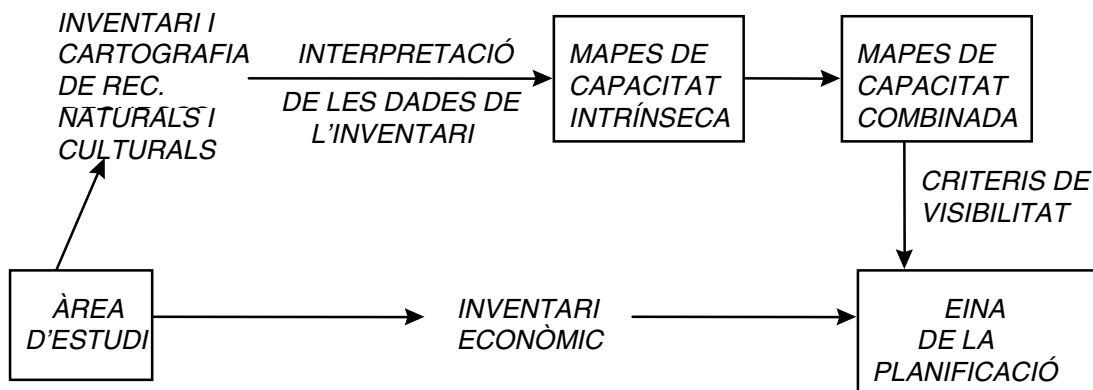 INVENTARI I
CARTOGRAFIA
DE REC.
NATURALS I
CULTURALS
INTERPRETACIÓ
DE LES DADES DE
L'INVENTARI
MAPES DE
CAPACITAT
INTRÍNSECA
MAPES DE
CAPACITAT
COMBINADA
CRITERIS DE
VISIBILITAT
ÀREA
D'ESTUDI
INVENTARI
ECONÒMIC
EINA
DE LA
PLANIFICACIÓ